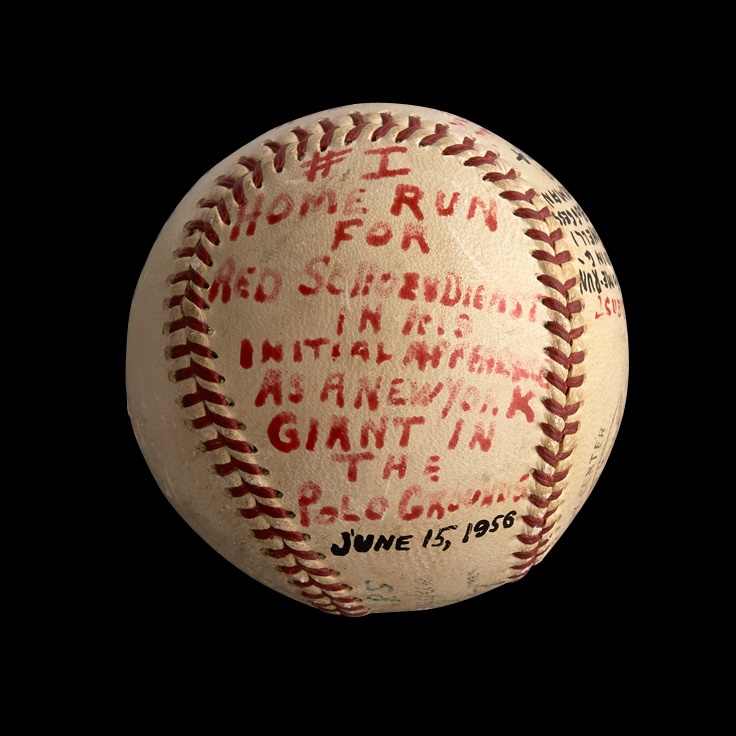 # I
HOME RUN
FOR
RED SCHOENDIENST
IN HIS
INITIAL APPEARANCE
AS A NEW YORK
GIANT IN
THE
POLO GROUNDS
JUNE 15, 1956